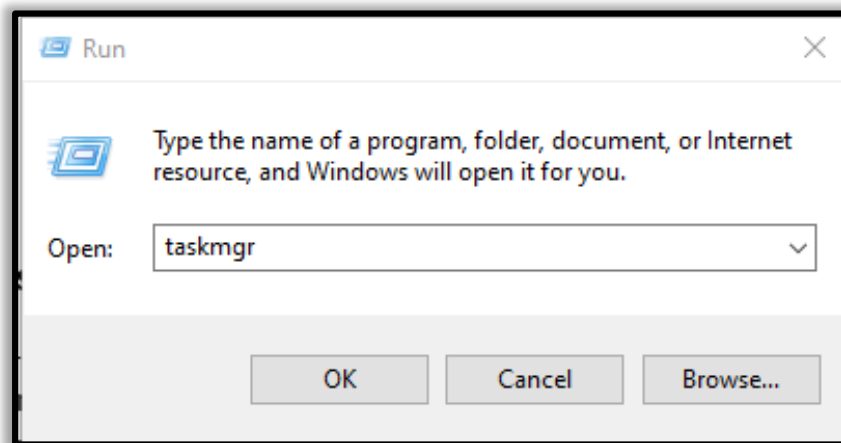 Run
Type the name of a program, folder, document, or Internet
resource, and Windows will open it for you.
Open: taskmgr
OK Cancel Browse...